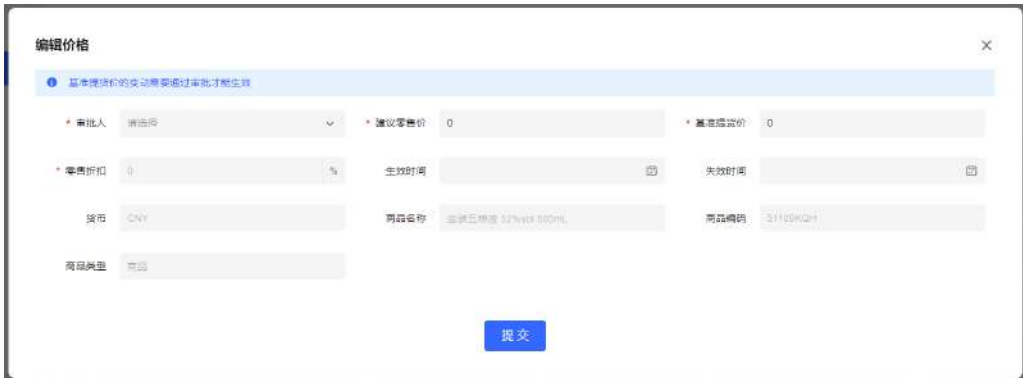 编辑价格
基准提货价的变动需要通过审批才能生效
* 审批人 请选择 * 建议零售价 0 * 基准提货价 0
* 零售折扣 0 % 生效时间 失效时间
货币 CNY 商品名称 500mL 商品编码
商品类型 商品
提交